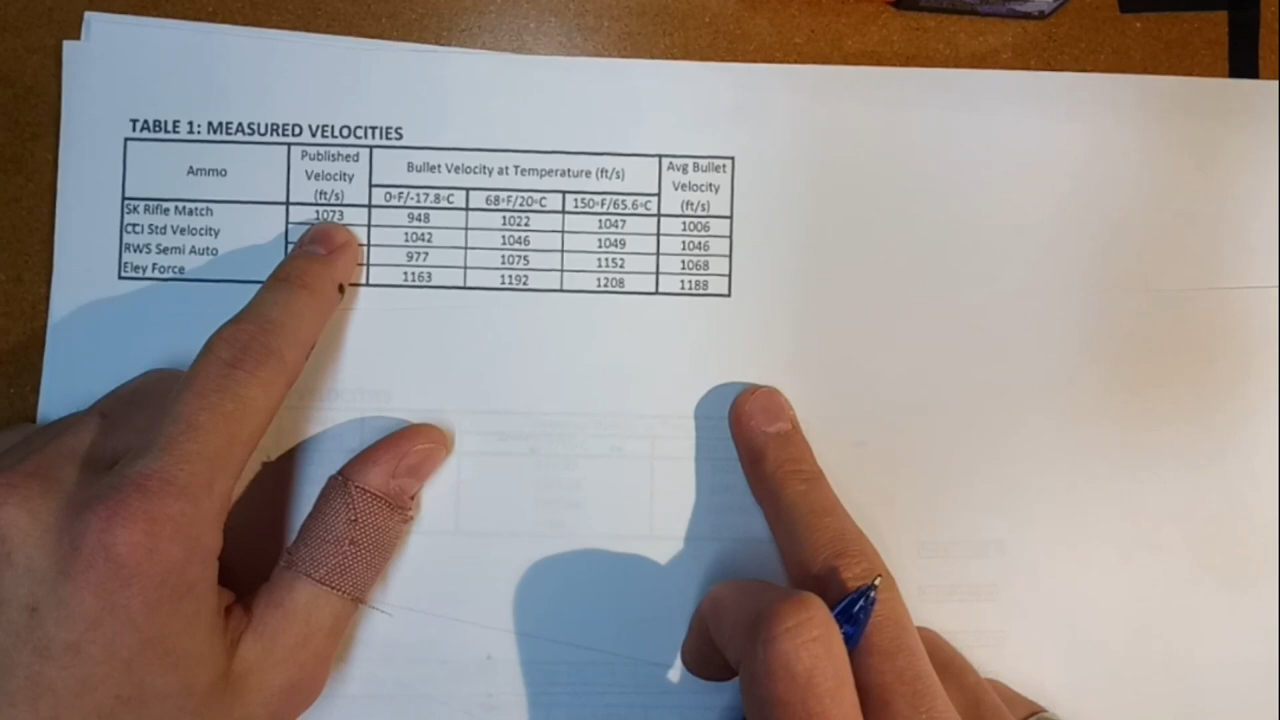 TABLE 1: MEASURED VELOCITIES
Ammo Published Velocity (ft/s) Bullet Velocity at Temperature (ft/s) Avg Bullet Velocity (ft/s)
0◦F/-17.8◦C 68◦F/20◦C 150◦F/65.6◦C
SK Rifle Match 1073 948 1022 1047 1006
CCI Std Velocity 1042 1046 1049 1046
RWS Semi Auto 977 1075 1152 1068
Eley Force 1163 1192 1208 1188